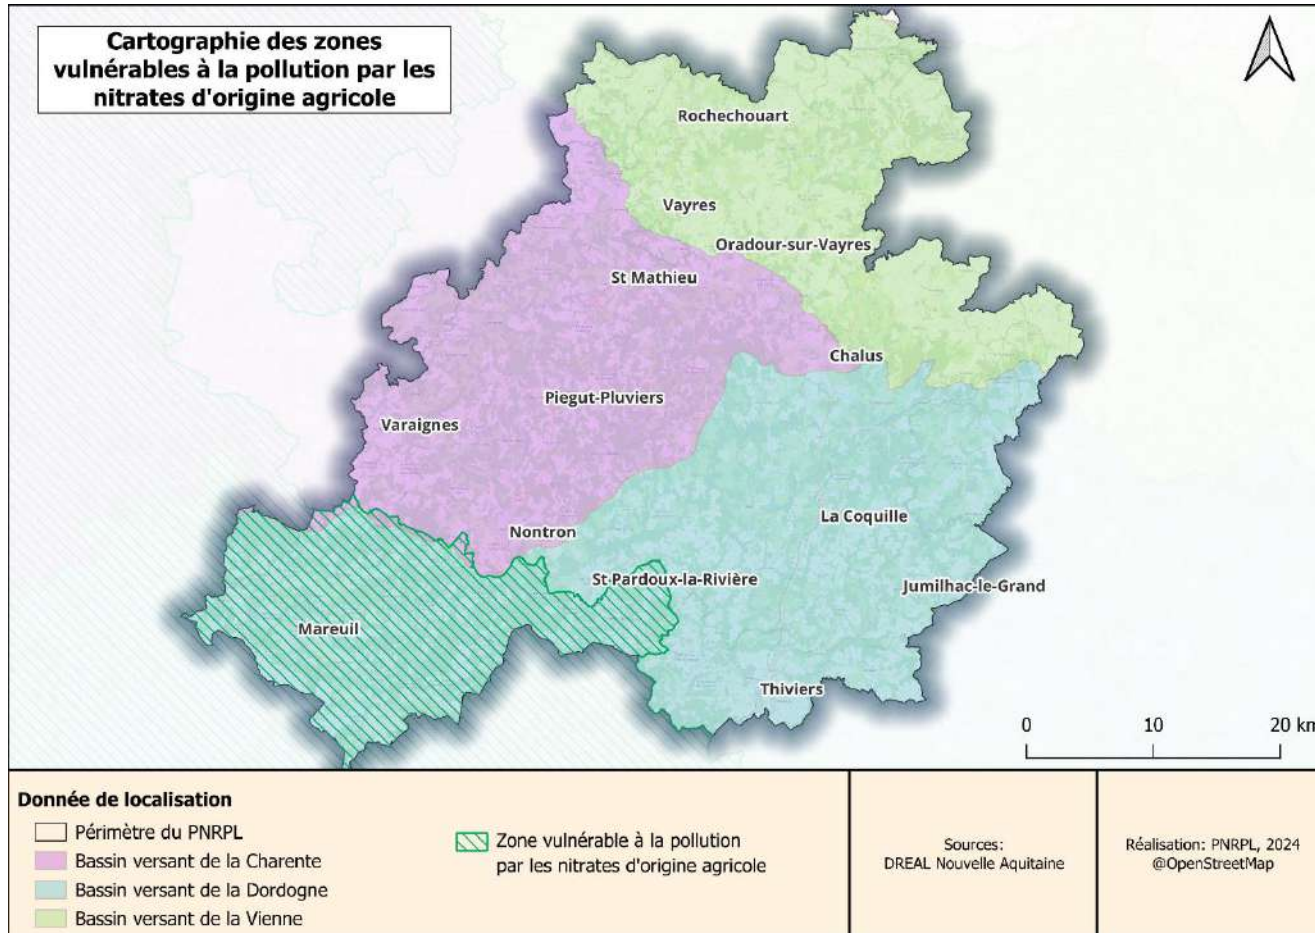 Cartographie des zones
vulnérables à la pollution par les
nitrates d'origine agricole
Rochechouart
Vayres
Oradour-sur-Vayres
St Mathieu
Chalus
Piegut-Pluviers
Varaignes
La Coquille
Nontron
St Pardoux-la-Rivière
Jumilhac-le-Grand
Mareuil
Thiviers
0 10 20 km
Donnée de localisation
Périmètre du PNRPL
Bassin versant de la Charente
Bassin versant de la Dordogne
Bassin versant de la Vienne
Zone vulnérable à la pollution
par les nitrates d'origine agricole
Sources:
DREAL Nouvelle Aquitaine
Réalisation: PNRPL, 2024
@OpenStreetMap